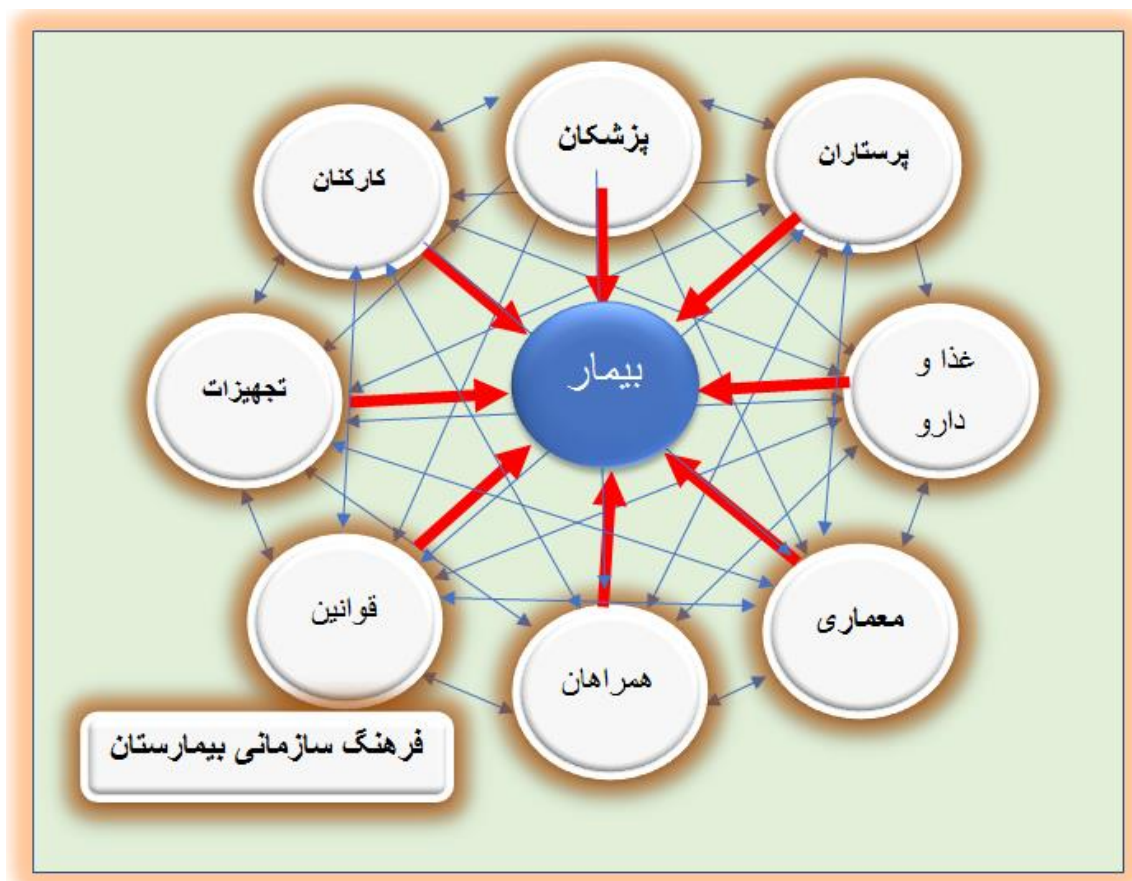 پزشکان
پرستاران
کارکنان
غذا و
دارو
بیمار
تجهیزات
معماری
همراهان
قوانین
فرهنگ سازمانی بیمارستان